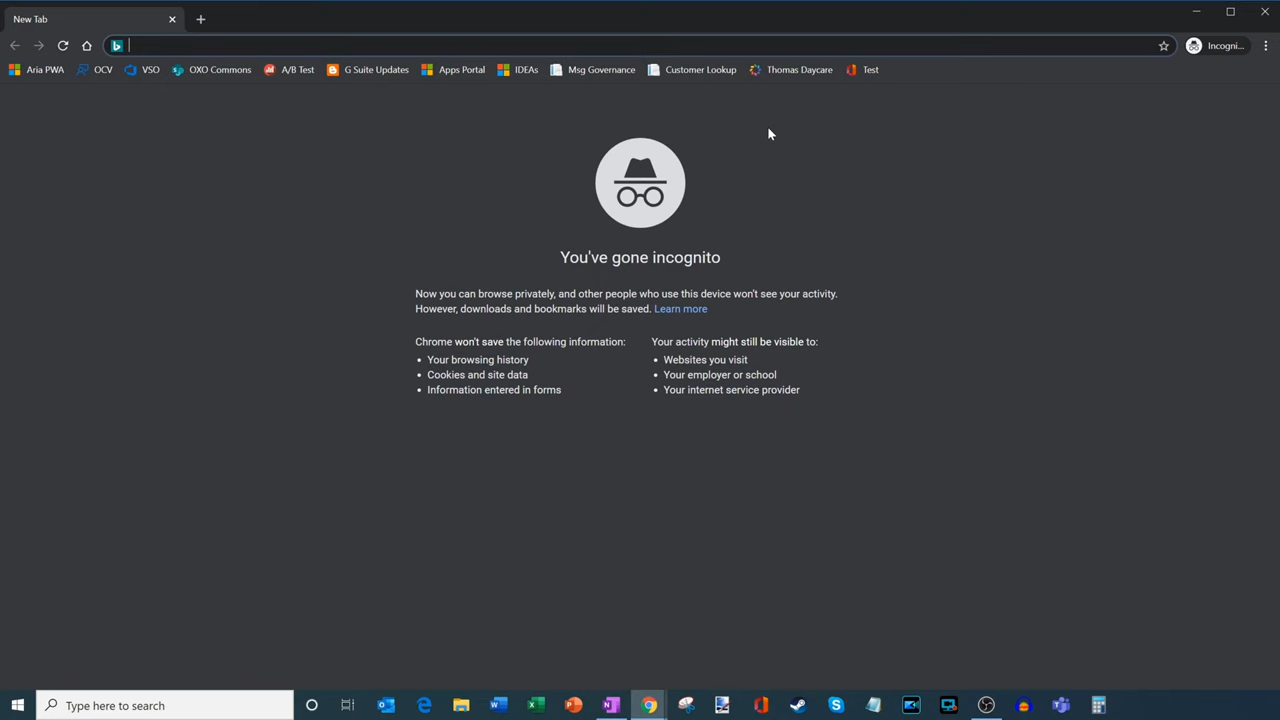 New Tab
Incogni...
Aria PWA OCV VSO OXO Commons A/B Test G Suite Updates Apps Portal IDEAs Msg Governance Customer Lookup Thomas Daycare Test
You've gone incognito
Now you can browse privately, and other people who use this device won't see your activity.
However, downloads and bookmarks will be saved. Learn more
Chrome won't save the following information:
• Your browsing history
• Cookies and site data
• Information entered in forms
Your activity might still be visible to:
• Websites you visit
• Your employer or school
• Your internet service provider
Type here to search